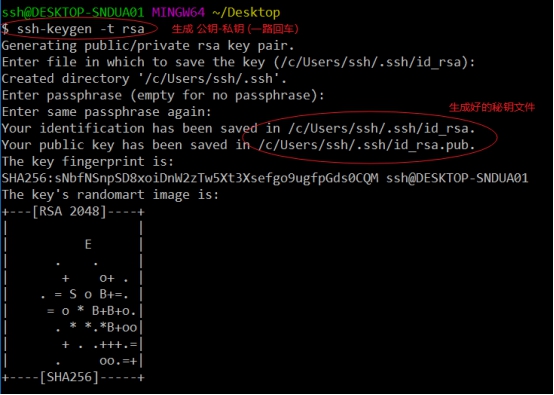 ssh@DESKTOP-SNDUA01 MINGW64 ~/Desktop
$ ssh-keygen -t rsa 生成 公钥-私钥 (一路回车)
Generating public/private rsa key pair.
Enter file in which to save the key (/c/Users/ssh/.ssh/id_rsa):
Created directory '/c/Users/ssh/.ssh'.
Enter passphrase (empty for no passphrase):
Enter same passphrase again: 生成好的秘钥文件
Your identification has been saved in /c/Users/ssh/.ssh/id_rsa.
Your public key has been saved in /c/Users/ssh/.ssh/id_rsa.pub.
The key fingerprint is:
SHA256:sNbfNSnpSD8xoiDnW2zTw5Xt3Xsefgo9ugfpGds0CQM ssh@DESKTOP-SNDUA01
The key's randomart image is:
+---[RSA 2048]----+
|                 |
|          E      |
|      .    .     |
|       +    o+ . |
|    . = S o B+=. |
|     = o * B+B+o.|
|      . * *.*B+oo|
|       + . .+++.=|
|      .     oo.=+|
+----[SHA256]-----+